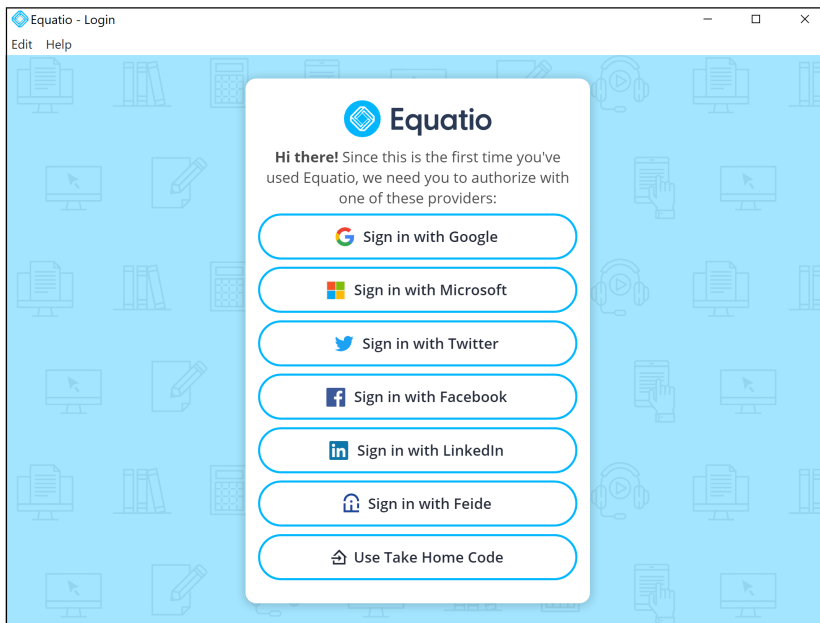 Equatio - Login
Edit Help
Equatio
Hi there! Since this is the first time you've
used Equatio, we need you to authorize with
one of these providers:
Sign in with Google
Sign in with Microsoft
Sign in with Twitter
Sign in with Facebook
in Sign in with LinkedIn
Sign in with Feide
Use Take Home Code